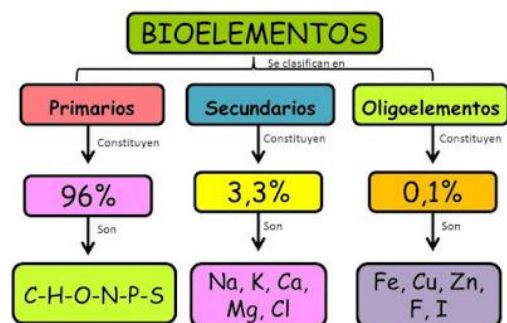 BIOELEMENTOS
Se clasifican en
Primarios
Secundarios
Oligoelementos
Constituyen
Constituyen
Constituyen
96%
3,3%
0,1%
Son
Son
Son
C-H-O-N-P-S
Na, K, Ca,
Mg, Cl
Fe, Cu, Zn,
F, I